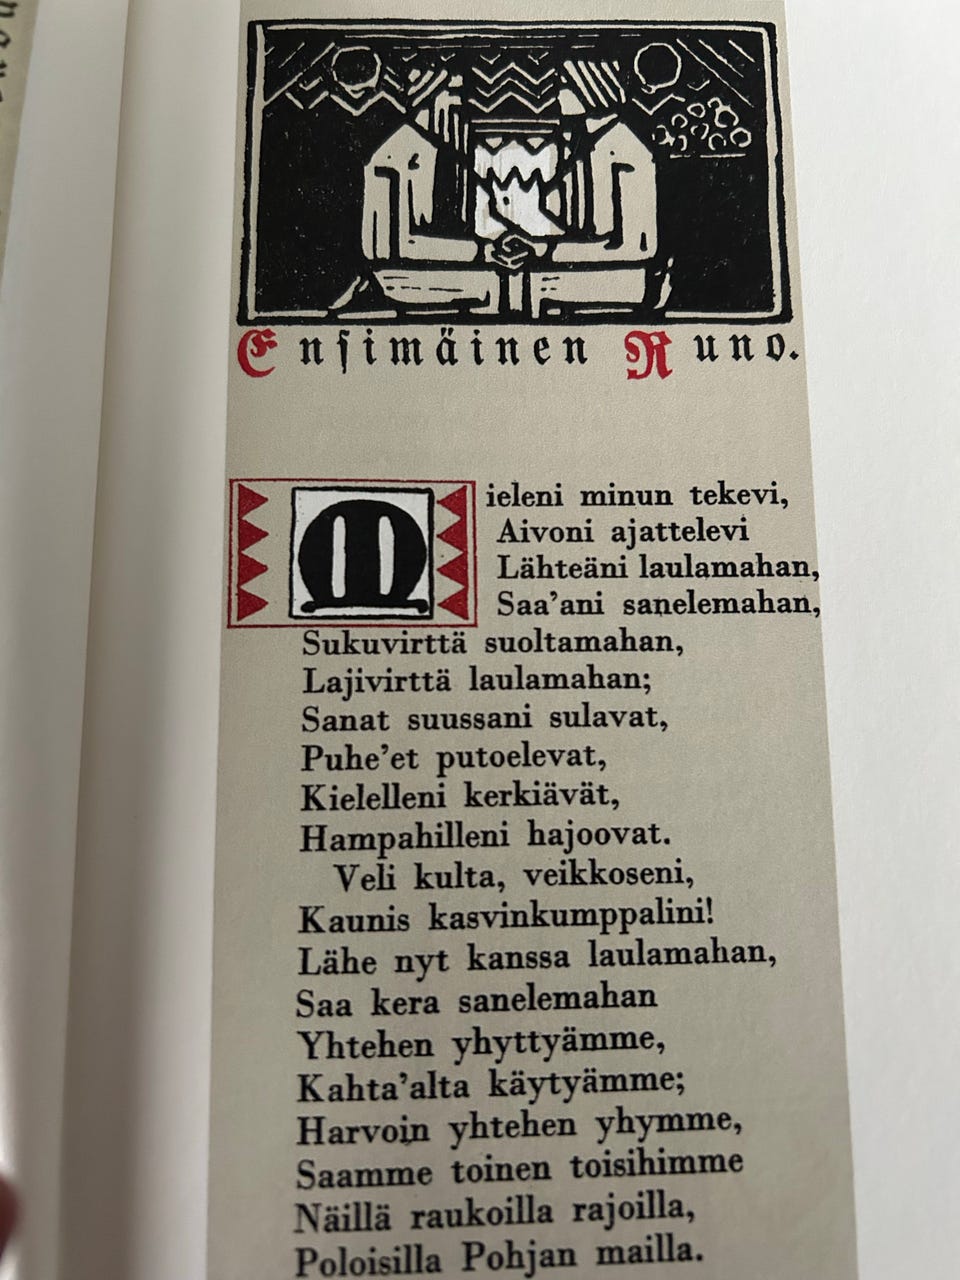 Ensimäinen Runo.
Mieleni minun tekevi,
Aivoni ajattelevi
Lähteäni laulamahan,
Saa'ani sanelemahan,
Sukuvirttä suoltamahan,
Lajivirttä laulamahan;
Sanat suussani sulavat,
Puhe'et putoelevat,
Kielelleni kerkiävät,
Hampahilleni hajoovat.
Veli kulta, veikkoseni,
Kaunis kasvinkumppalini!
Lähe nyt kanssa laulamahan,
Saa kera sanelemahan
Yhtehen yhyttyämme,
Kahta'alta käytyämme;
Harvoin yhtehen yhymme,
Saamme toinen toisihimme
Näillä raukoilla rajoilla,
Poloisilla Pohjan mailla.